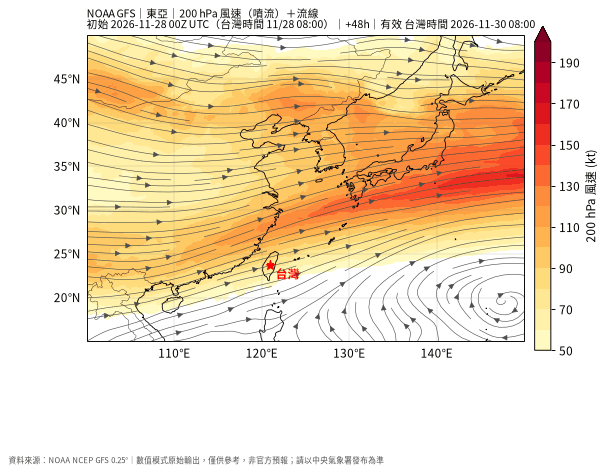 NOAA GFS｜東亞｜200 hPa 風速（噴流）＋流線
初始 2026-11-28 00Z UTC（台灣時間 11/28 08:00）｜+48h｜有效 台灣時間 2026-11-30 08:00
45°N
40°N
35°N
30°N
25°N
20°N
110°E
120°E
130°E
140°E
台灣
190
170
150
130
110
90
70
50
200 hPa 風速 (kt)
資料來源：NOAA NCEP GFS 0.25°｜數值模式原始輸出，僅供參考，非官方預報；請以中央氣象署發布為準